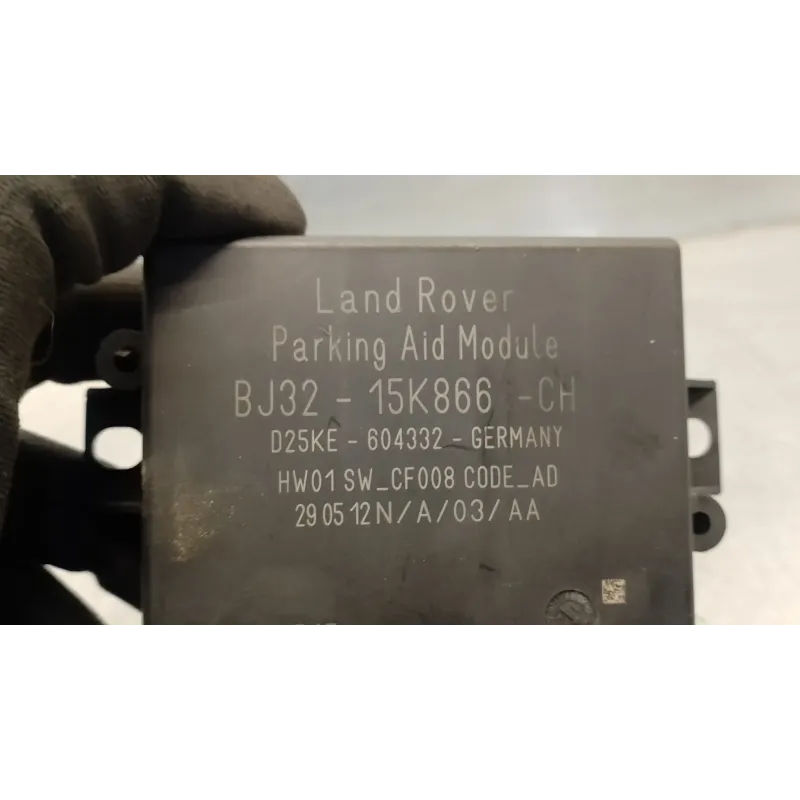 Land Rover
Parking Aid Module
BJ32 - 15K866 -CH
D25KE - 604332 - GERMANY
HW01 SW_CF008 CODE_AD
29 05 12 N/A/03/AA